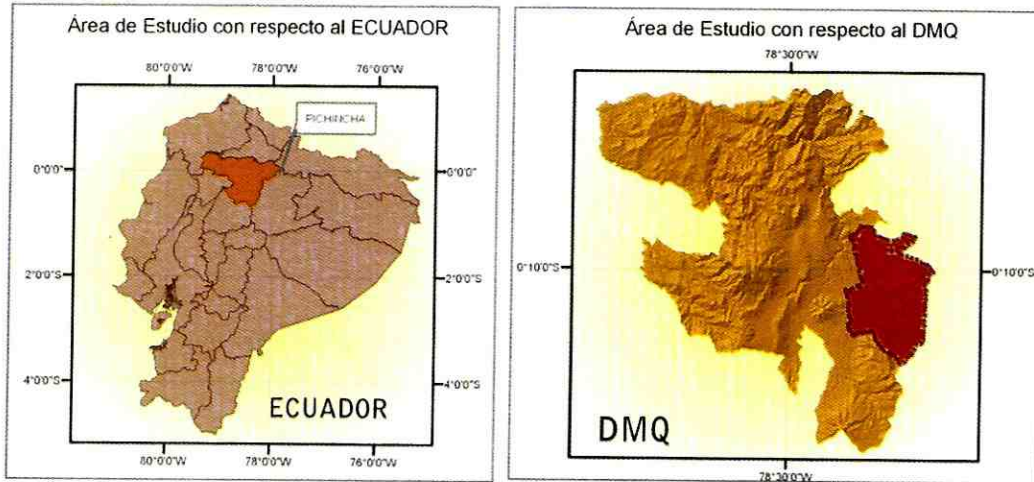 Área de Estudio con respecto al ECUADOR
80°0'0"W 78°0'0"W 76°0'0"W
PICHINCHA
0°0'0" 0°0'0"
2°0'0"S 2°0'0"S
4°0'0"S 4°0'0"S
ECUADOR
80°0'0"W 78°0'0"W 76°0'0"W
Área de Estudio con respecto al DMQ
78°30'0"W
0°10'0"S 0°10'0"S
DMQ
78°30'0"W